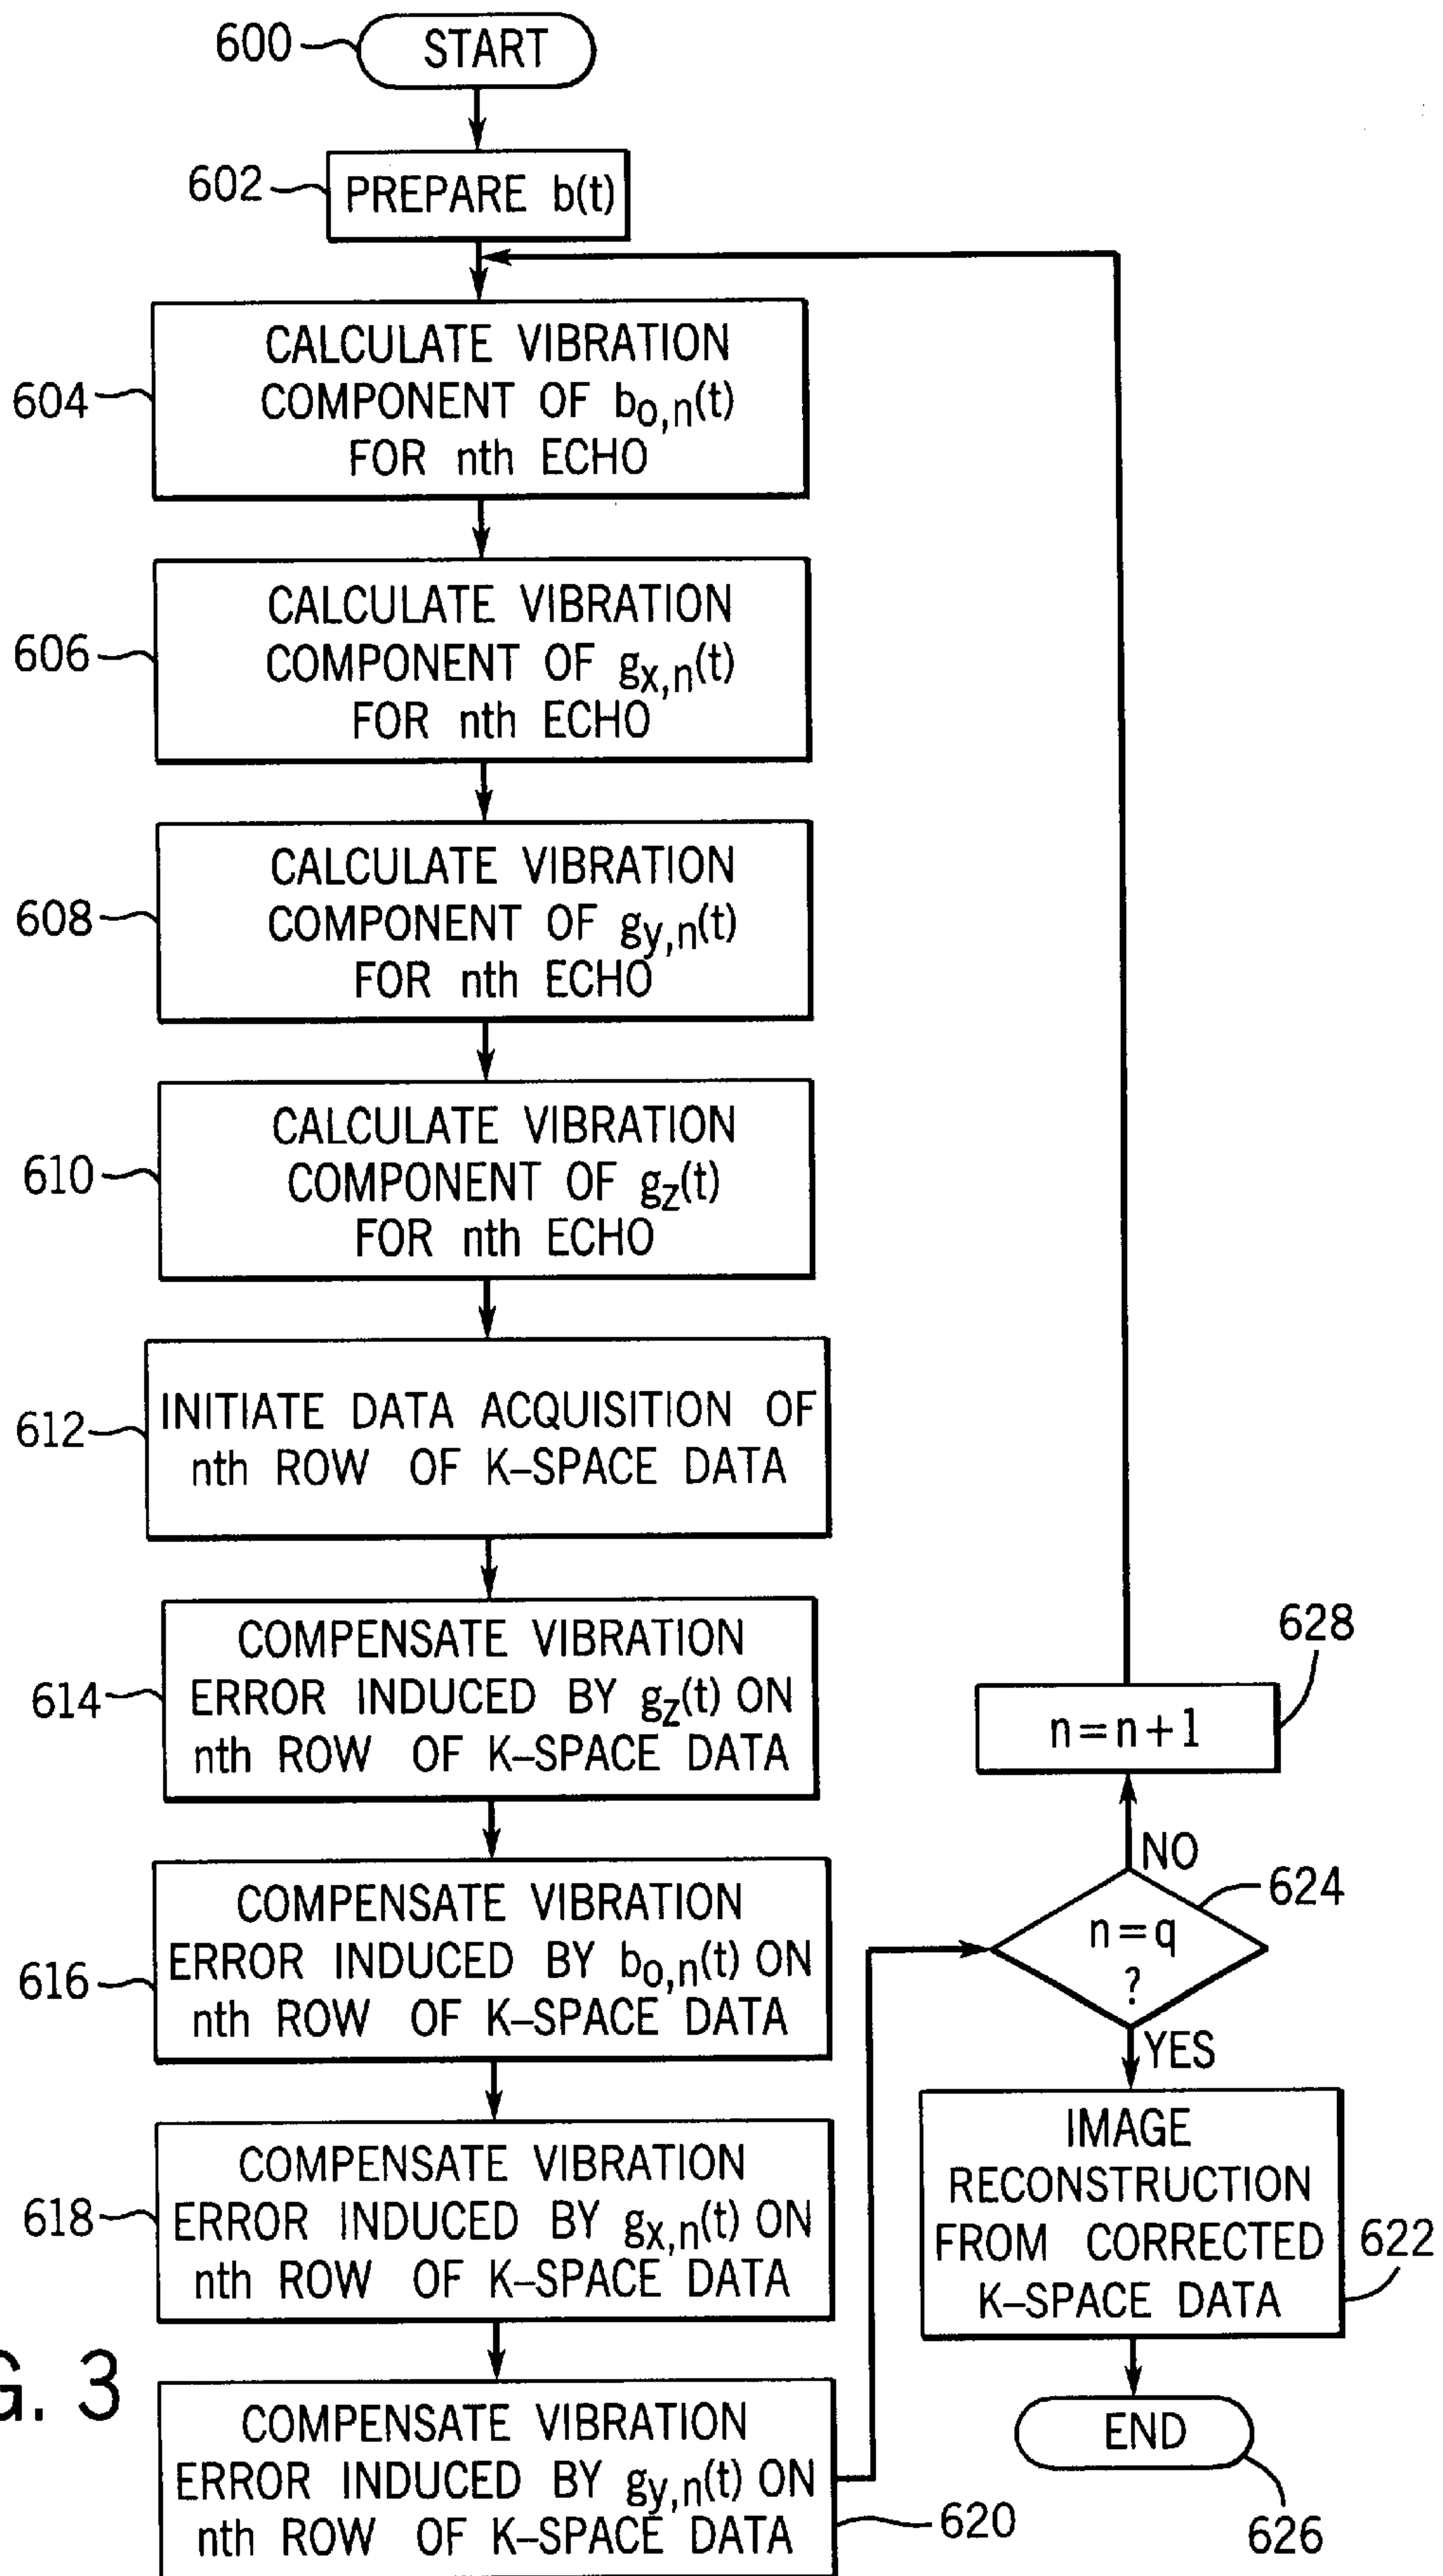 600
START
602
PREPARE b(t)
604
CALCULATE VIBRATION
COMPONENT OF bo,n(t)
FOR nth ECHO
606
CALCULATE VIBRATION
COMPONENT OF gx,n(t)
FOR nth ECHO
608
CALCULATE VIBRATION
COMPONENT OF gy,n(t)
FOR nth ECHO
610
CALCULATE VIBRATION
COMPONENT OF gz(t)
FOR nth ECHO
612
INITIATE DATA ACQUISITION OF
nth ROW OF K–SPACE DATA
614
COMPENSATE VIBRATION
ERROR INDUCED BY gz(t) ON
nth ROW OF K–SPACE DATA
616
COMPENSATE VIBRATION
ERROR INDUCED BY bo,n(t) ON
nth ROW OF K–SPACE DATA
618
COMPENSATE VIBRATION
ERROR INDUCED BY gx,n(t) ON
nth ROW OF K–SPACE DATA
COMPENSATE VIBRATION
ERROR INDUCED BY gy,n(t) ON
nth ROW OF K–SPACE DATA
620
628
n=n+1
NO
624
n=q
?
YES
IMAGE
RECONSTRUCTION
FROM CORRECTED
K–SPACE DATA
622
END
626
G. 3